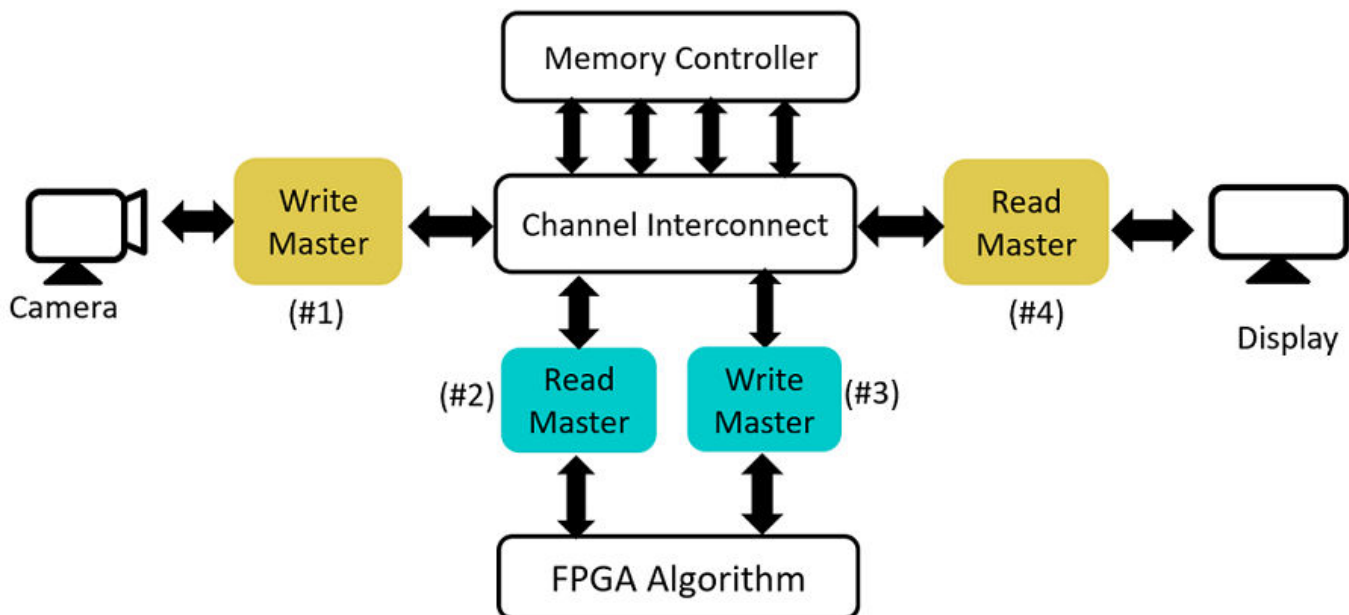 Memory Controller
Write
Master
Channel Interconnect
Read
Master
Camera
(#1)
(#4)
Display
(#2)
Read
Master
Write
Master
(#3)
FPGA Algorithm